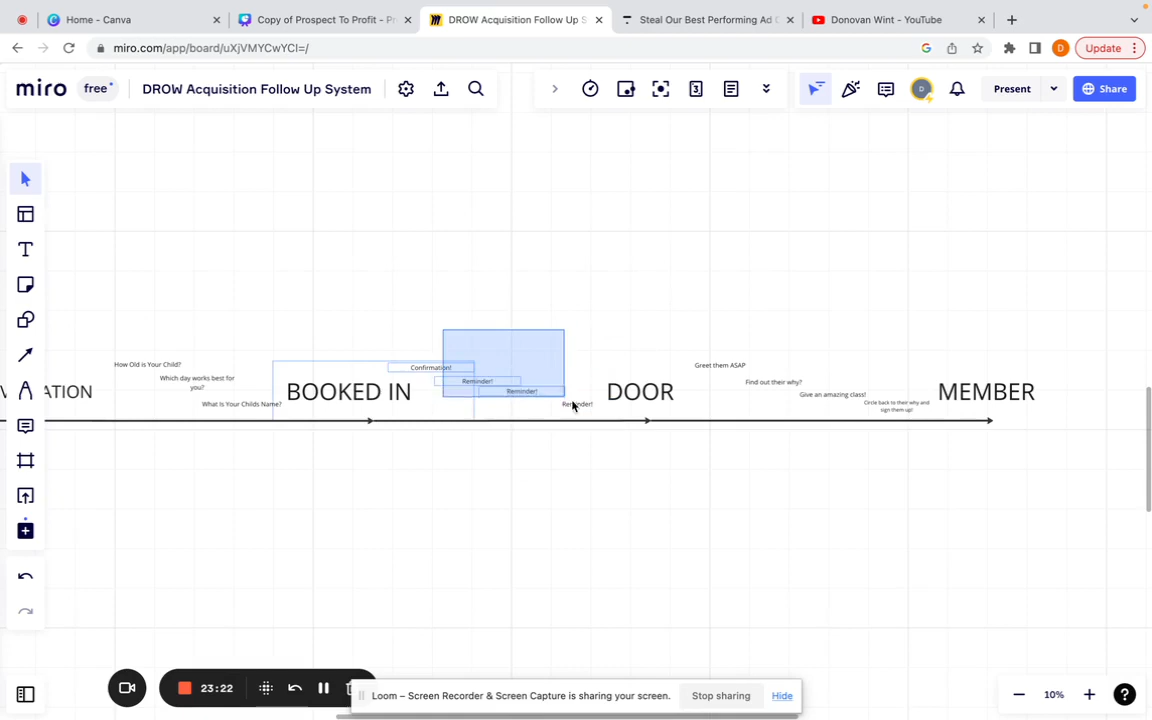 Home - Canva
Copy of Prospect To Profit - Pr
DROW Acquisition Follow Up S
Steal Our Best Performing Ad C
Donovan Wint - YouTube
miro.com/app/board/uXjVMYCwYCI=/
D
Update
miro
free
DROW Acquisition Follow Up System
3
D
Present
Share
How Old is Your Child?
Which day works best for
you?
What Is Your Childs Name?
ATION
BOOKED IN
Confirmation!
Reminder!
Reminder!
Reminder!
DOOR
Greet them ASAP
Find out their why?
Give an amazing class!
Circle back to their why and
sign them up!
MEMBER
23:22
Loom – Screen Recorder & Screen Capture is sharing your screen.
Stop sharing
Hide
10%